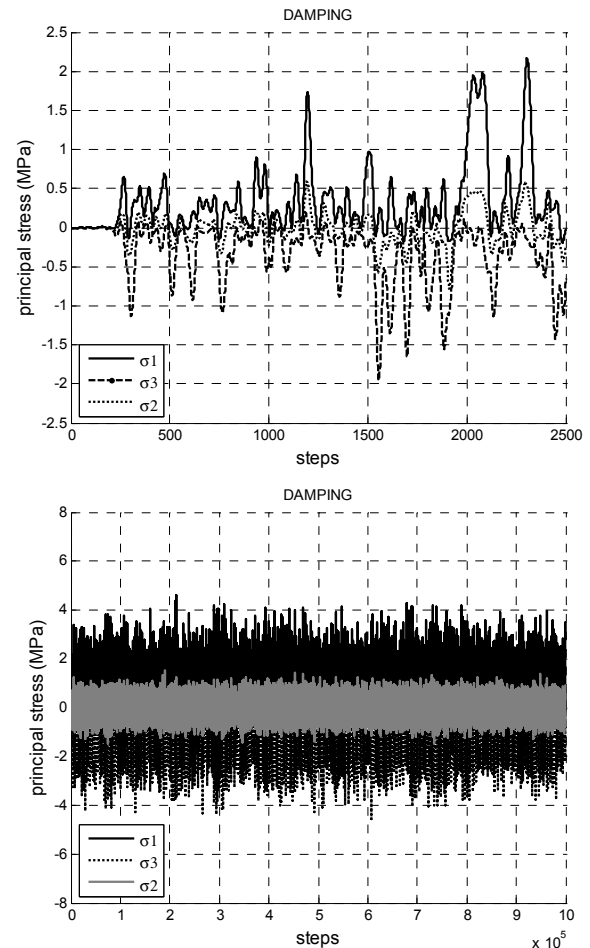 DAMPING
2.5
2
1.5
1
0.5
0
-0.5
-1
-1.5
-2
-2.5
principal stress (MPa)
σ1
σ3
σ2
0 500 1000 1500 2000 2500
steps
DAMPING
8
6
4
2
0
-2
-4
-6
-8
principal stress (MPa)
σ1
σ3
σ2
0 1 2 3 4 5 6 7 8 9 10
x 10⁵
steps